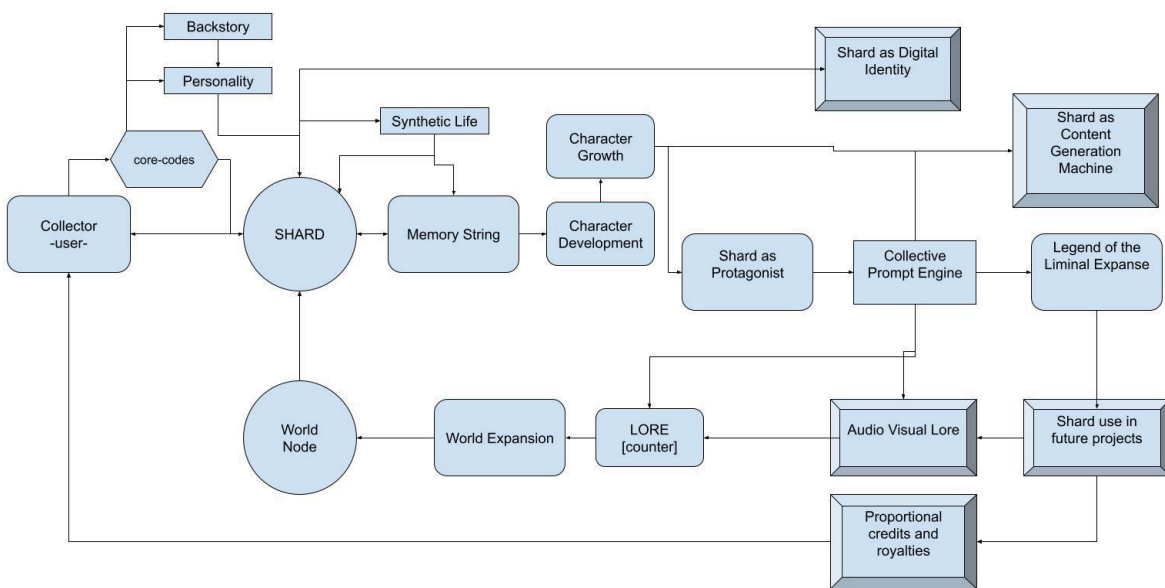 Backstory
Personality
Shard as Digital
Identity
Shard as
Content
Generation
Machine
Synthetic Life
Character
Growth
core-codes
Collector
-user-
SHARD
Memory String
Character
Development
Shard as
Protagonist
Collective
Prompt Engine
Legend of the
Liminal Expanse
World
Node
World Expansion
LORE
[counter]
Audio Visual Lore
Shard use in
future projects
Proportional
credits and
royalties